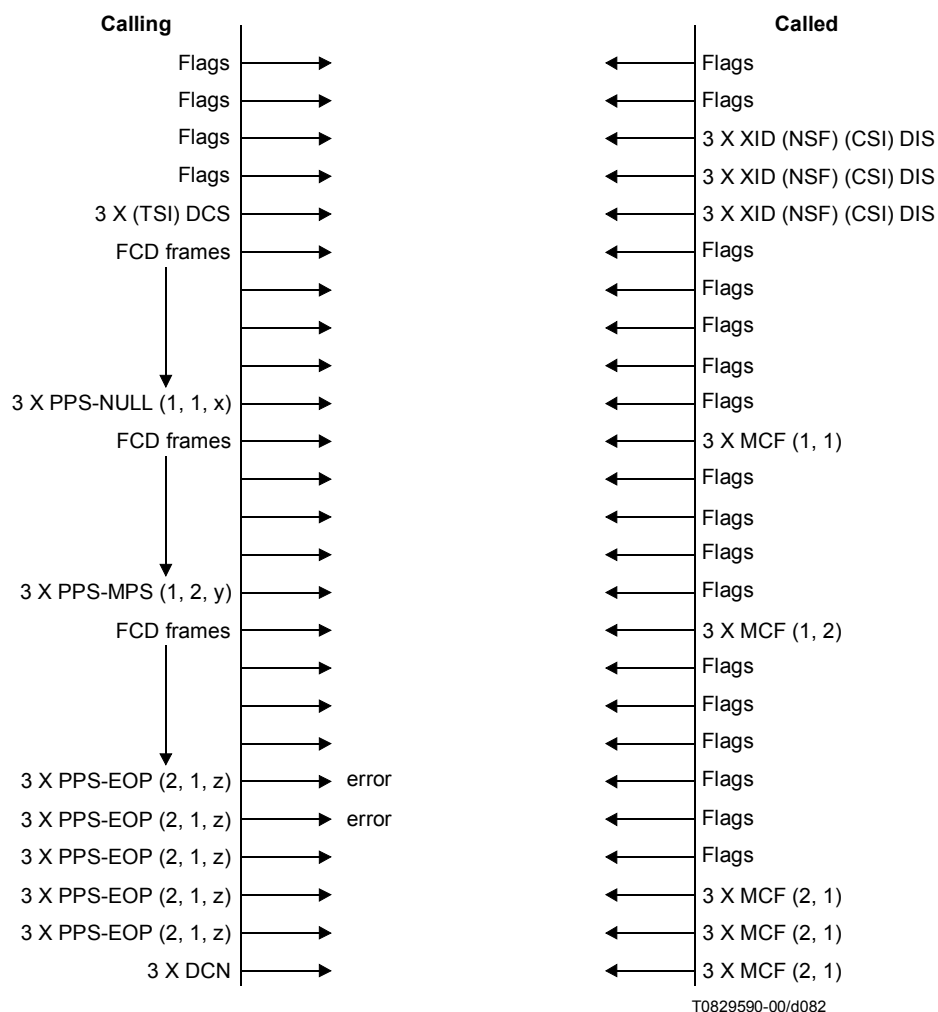 Calling Called
Flags Flags
Flags Flags
Flags 3 X XID (NSF) (CSI) DIS
Flags 3 X XID (NSF) (CSI) DIS
3 X (TSI) DCS 3 X XID (NSF) (CSI) DIS
FCD frames Flags
Flags
Flags
Flags
3 X PPS-NULL (1, 1, x) Flags
FCD frames 3 X MCF (1, 1)
Flags
Flags
Flags
3 X PPS-MPS (1, 2, y) Flags
FCD frames 3 X MCF (1, 2)
Flags
Flags
Flags
3 X PPS-EOP (2, 1, z) error Flags
3 X PPS-EOP (2, 1, z) error Flags
3 X PPS-EOP (2, 1, z) Flags
3 X PPS-EOP (2, 1, z) 3 X MCF (2, 1)
3 X PPS-EOP (2, 1, z) 3 X MCF (2, 1)
3 X DCN 3 X MCF (2, 1)
T0829590-00/d082